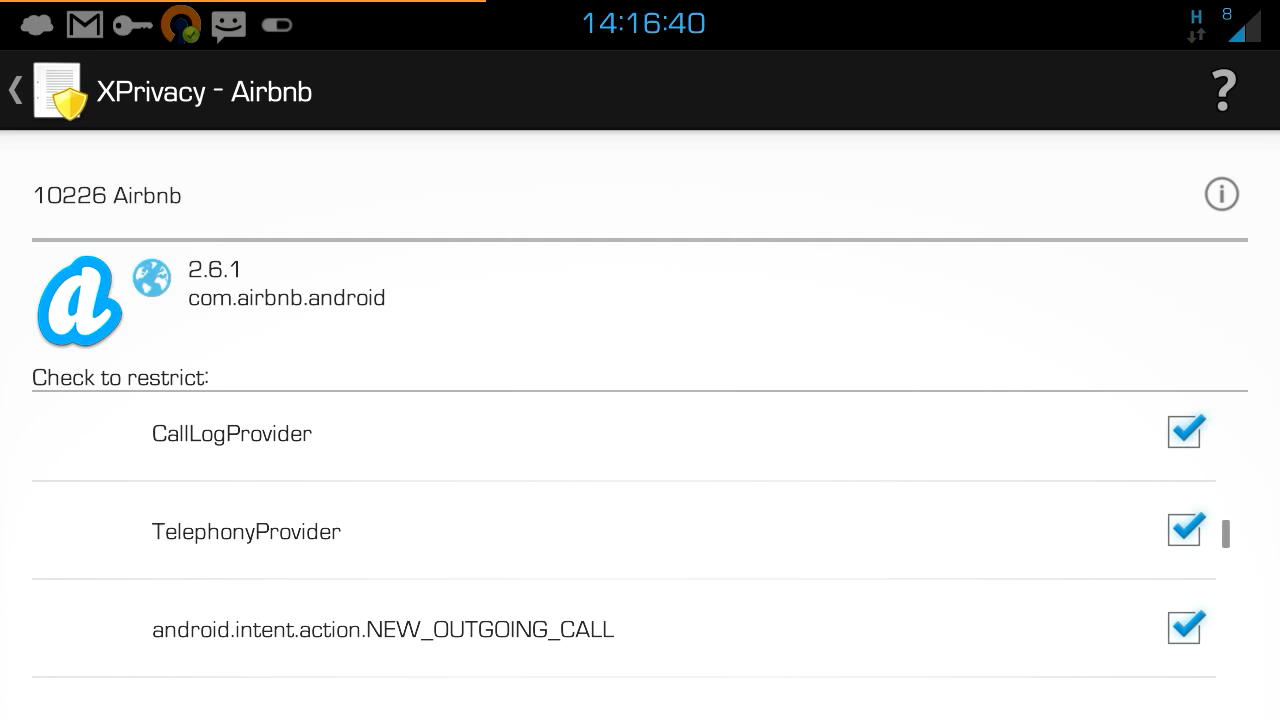 14:16:40
H
8
XPrivacy - Airbnb
?
10226 Airbnb
i
a
2.6.1
com.airbnb.android
Check to restrict:
CallLogProvider
TelephonyProvider
android.intent.action.NEW_OUTGOING_CALL